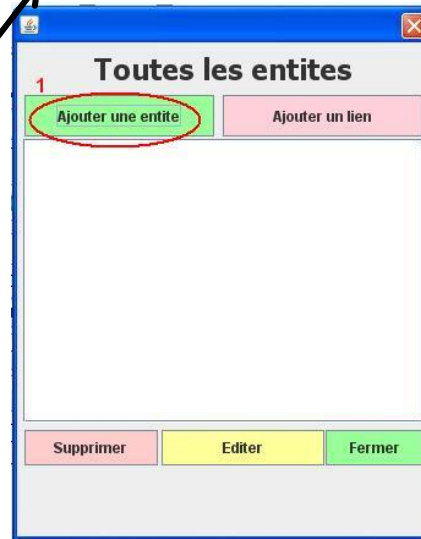 Toutes les entites
1
Ajouter une entite
Ajouter un lien
Supprimer
Editer
Fermer